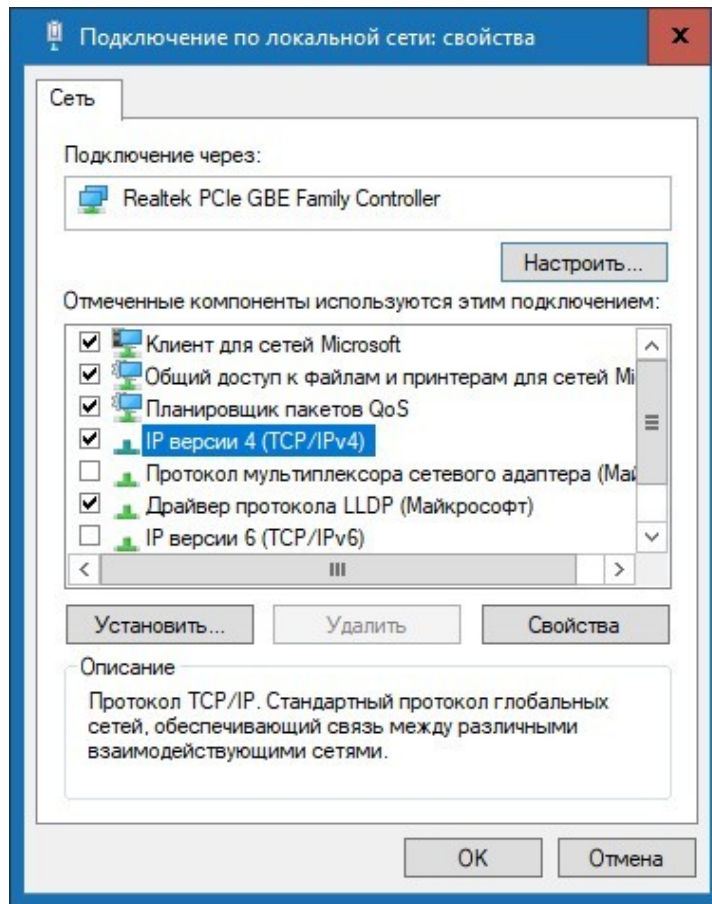 Подключение по локальной сети: свойства
Сеть
Подключение через:
Realtek PCIe GBE Family Controller
Настроить...
Отмеченные компоненты используются этим подключением:
Клиент для сетей Microsoft
Общий доступ к файлам и принтерам для сетей Mi
Планировщик пакетов QoS
IP версии 4 (TCP/IPv4)
Протокол мультиплексора сетевого адаптера (Май
Драйвер протокола LLDP (Майкрософт)
IP версии 6 (TCP/IPv6)
Установить...
Удалить
Свойства
Описание
Протокол TCP/IP. Стандартный протокол глобальных
сетей, обеспечивающий связь между различными
взаимодействующими сетями.
OK
Отмена